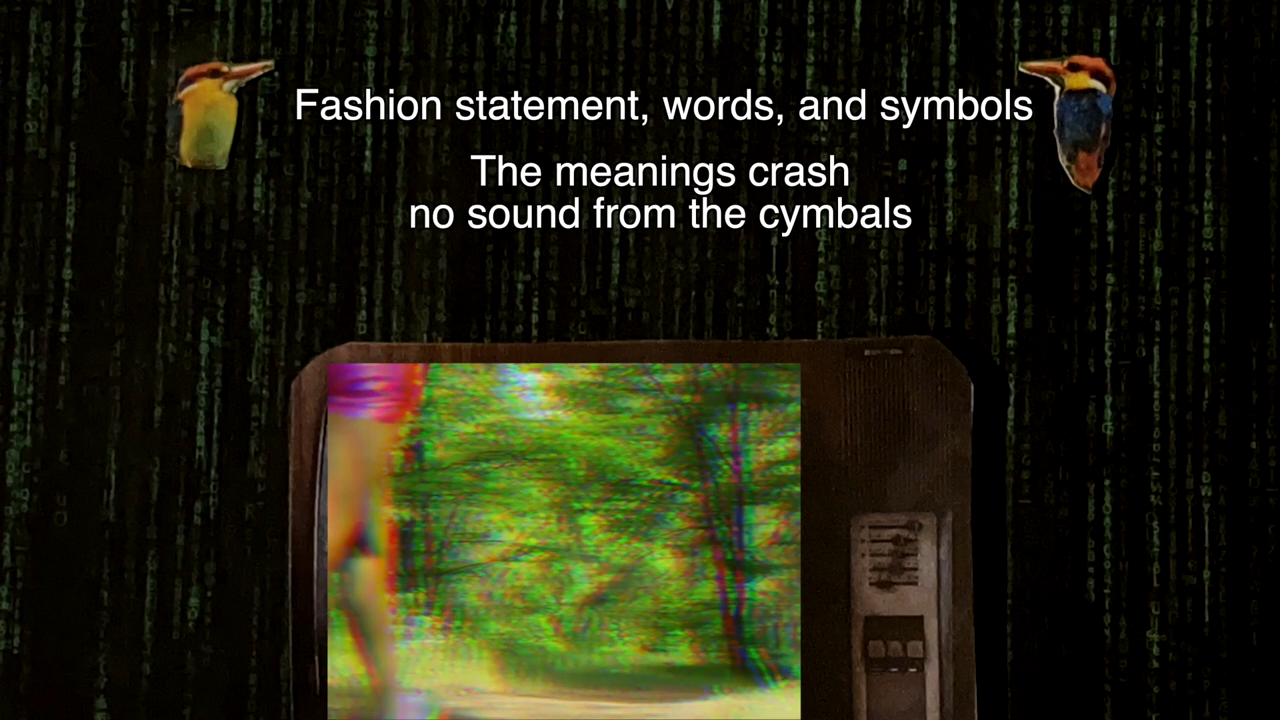 Fashion statement, words, and symbols
The meanings crash
no sound from the cymbals